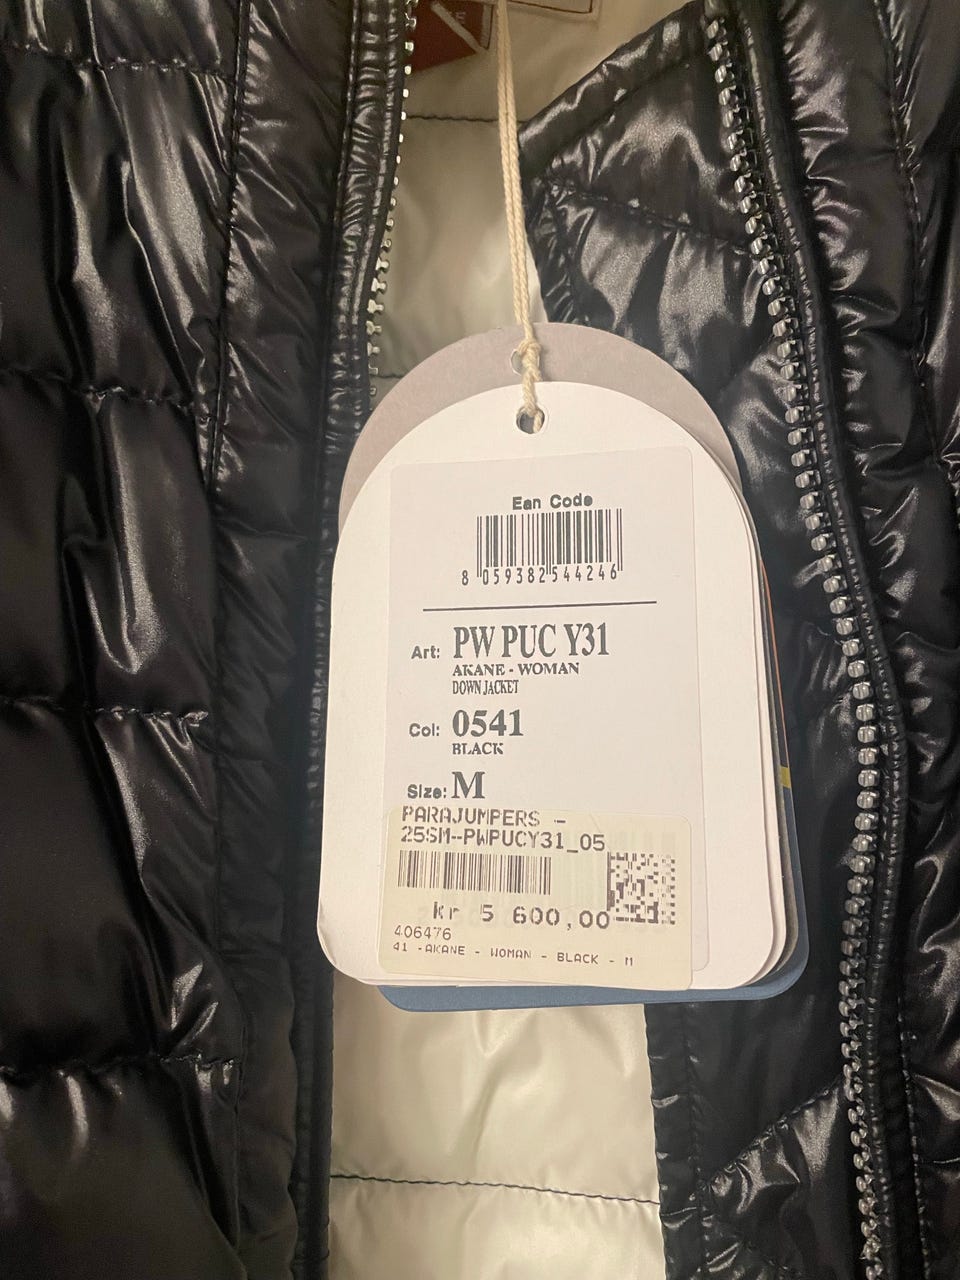 Ean Code
8 059382 544246
Art: PW PUC Y31
AKANE - WOMAN
DOWN JACKET
Col: 0541
BLACK
Size: M
PARAJUMPERS -
25SM--PWPUCY31_05
kr 5 600,00
406476
41 -AKANE - WOMAN - BLACK - M